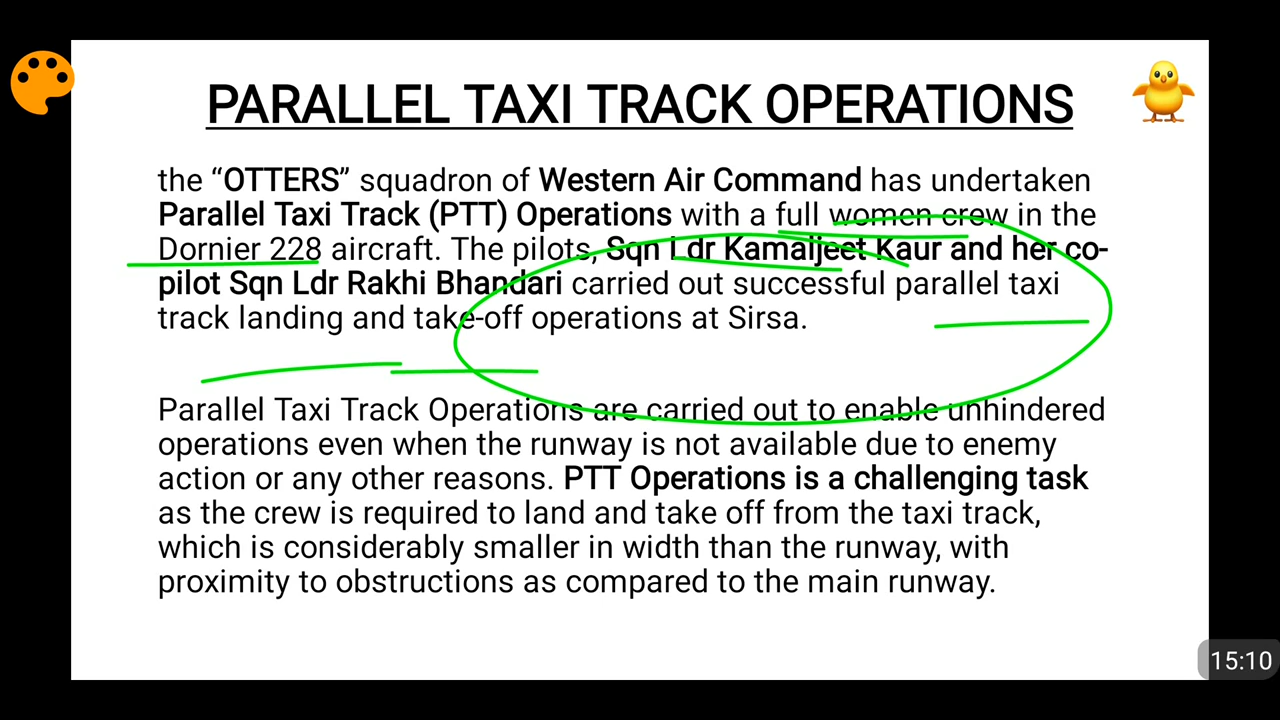 PARALLEL TAXI TRACK OPERATIONS
the “OTTERS” squadron of Western Air Command has undertaken
Parallel Taxi Track (PTT) Operations with a full women crew in the
Dornier 228 aircraft. The pilots, Sqn Ldr Kamaljeet Kaur and her co-
pilot Sqn Ldr Rakhi Bhandari carried out successful parallel taxi
track landing and take-off operations at Sirsa.
Parallel Taxi Track Operations are carried out to enable unhindered
operations even when the runway is not available due to enemy
action or any other reasons. PTT Operations is a challenging task
as the crew is required to land and take off from the taxi track,
which is considerably smaller in width than the runway, with
proximity to obstructions as compared to the main runway.
15:10